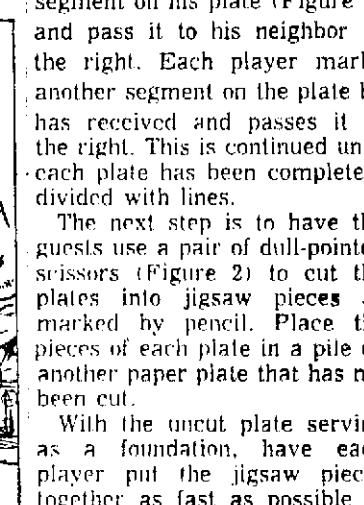 segment on his plate (Figure
and pass it to his neighbor
the right. Each player mark
another segment on the plate h
has received and passes it
the right. This is continued un
each plate has been complete
divided with lines.
The next step is to have th
guests use a pair of dull-pointe
scissors (Figure 2) to cut th
plates into jigsaw pieces
marked by pencil. Place th
pieces of each plate in a pile o
another paper plate that has n
been cut.
With the uncut plate servin
as a foundation, have eac
player put the jigsaw piec
together as fast as possible